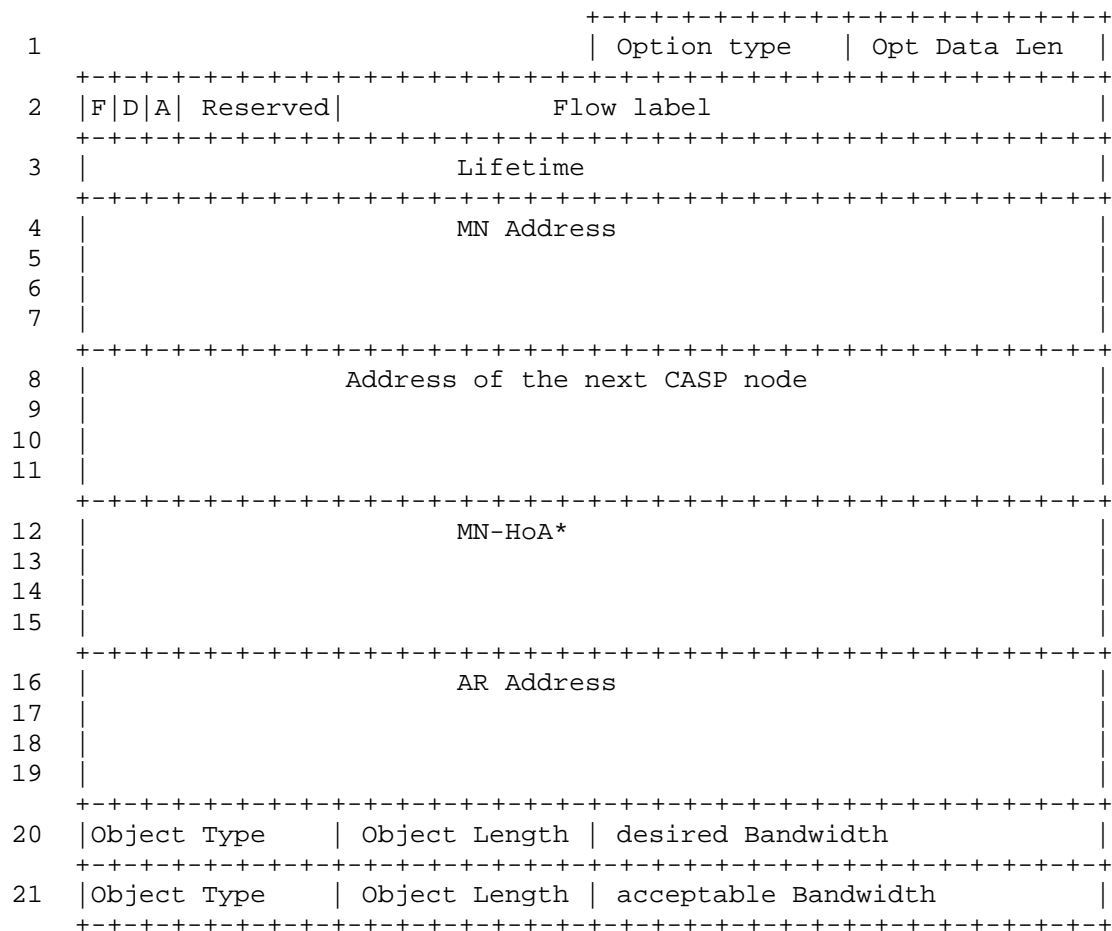 +-+-+-+-+-+-+-+-+-+-+-+-+-+-+-+-+
1 | Option type | Opt Data Len |
+-+-+-+-+-+-+-+-+-+-+-+-+-+-+-+-+-+-+-+-+-+-+-+-+-+-+-+-+-+-+-+-+
2 |F|D|A| Reserved| Flow label |
+-+-+-+-+-+-+-+-+-+-+-+-+-+-+-+-+-+-+-+-+-+-+-+-+-+-+-+-+-+-+-+-+
3 | Lifetime |
+-+-+-+-+-+-+-+-+-+-+-+-+-+-+-+-+-+-+-+-+-+-+-+-+-+-+-+-+-+-+-+-+
4 | MN Address |
5 | |
6 | |
7 | |
+-+-+-+-+-+-+-+-+-+-+-+-+-+-+-+-+-+-+-+-+-+-+-+-+-+-+-+-+-+-+-+-+
8 | Address of the next CASP node |
9 | |
10 | |
11 | |
+-+-+-+-+-+-+-+-+-+-+-+-+-+-+-+-+-+-+-+-+-+-+-+-+-+-+-+-+-+-+-+-+
12 | MN-HoA* |
13 | |
14 | |
15 | |
+-+-+-+-+-+-+-+-+-+-+-+-+-+-+-+-+-+-+-+-+-+-+-+-+-+-+-+-+-+-+-+-+
16 | AR Address |
17 | |
18 | |
19 | |
+-+-+-+-+-+-+-+-+-+-+-+-+-+-+-+-+-+-+-+-+-+-+-+-+-+-+-+-+-+-+-+-+
20 |Object Type | Object Length | desired Bandwidth |
+-+-+-+-+-+-+-+-+-+-+-+-+-+-+-+-+-+-+-+-+-+-+-+-+-+-+-+-+-+-+-+-+
21 |Object Type | Object Length | acceptable Bandwidth |
+-+-+-+-+-+-+-+-+-+-+-+-+-+-+-+-+-+-+-+-+-+-+-+-+-+-+-+-+-+-+-+-+